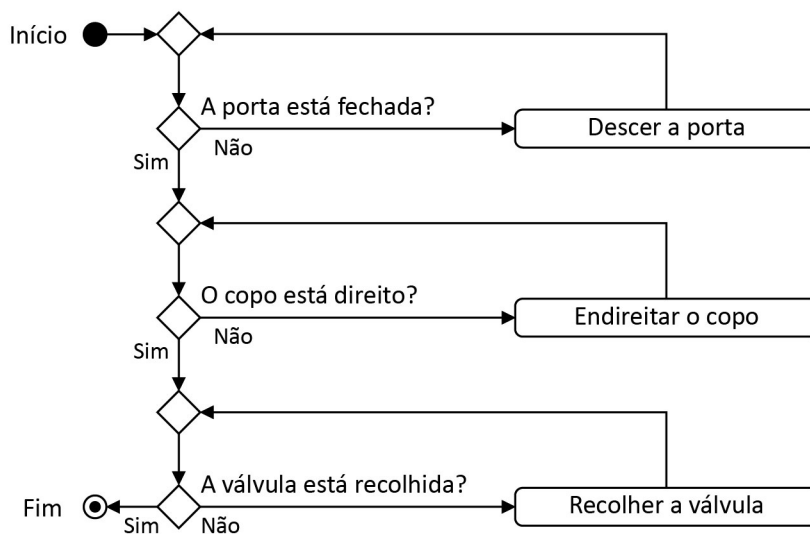 Início
A porta está fechada?
Descer a porta
Sim
Não
O copo está direito?
Endireitar o copo
Sim
Não
A válvula está recolhida?
Recolher a válvula
Fim
Sim
Não